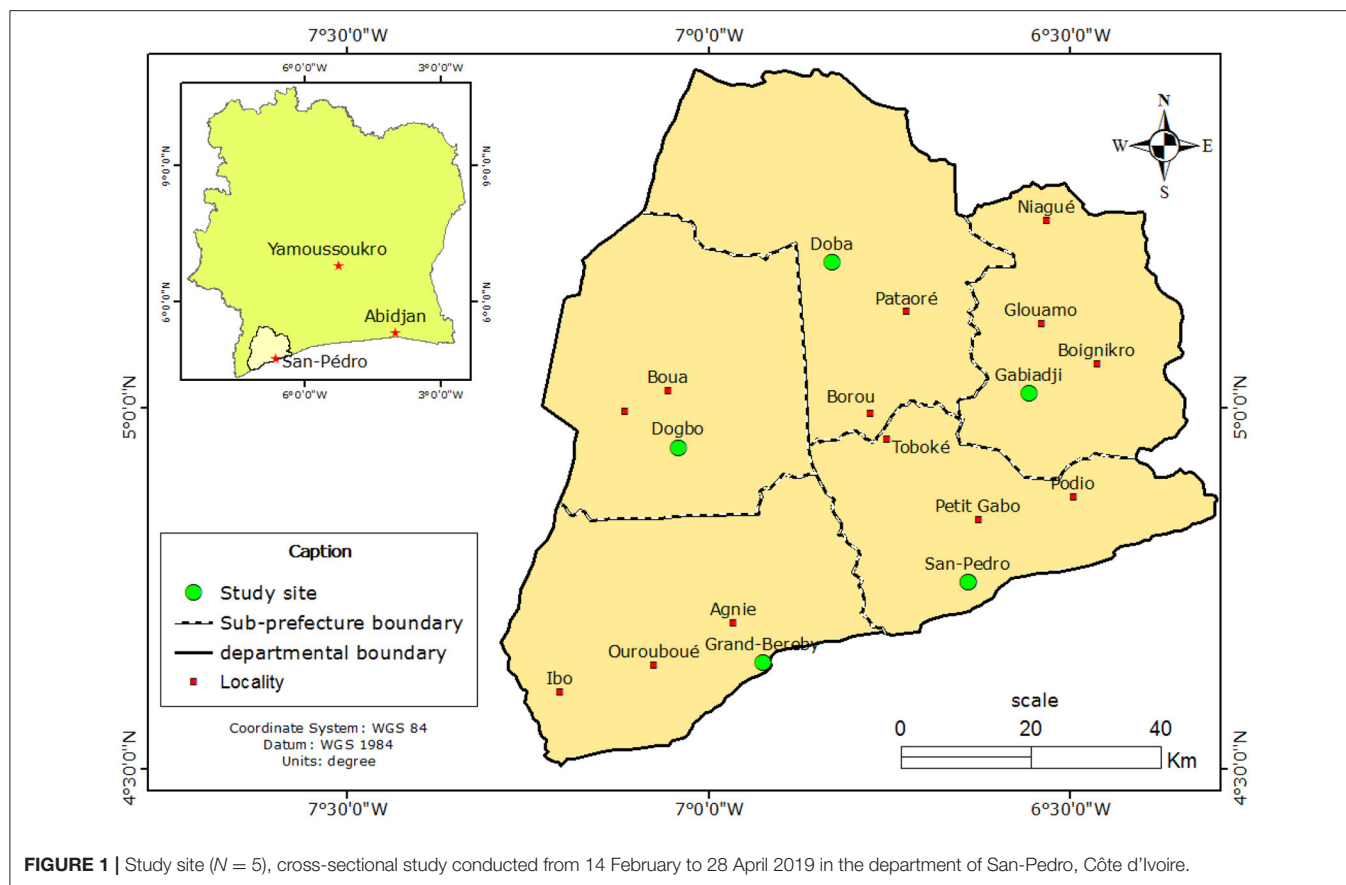 7°30'0"W 7°0'0"W 6°30'0"W
6°0'0"W 3°0'0"W
9°0'0"N 9°0'0"N
Yamoussoukro
6°0'0"N 6°0'0"N
Abidjan
San-Pédro
6°0'0"W 3°0'0"W
N
W E
S
Niagué
Doba
Pataoré
Glouamo
Boignikro
Gabiadji
Boua
Borou
5°0'0"N 5°0'0"N
Dogbo
Toboké
Podio
Petit Gabo
San-Pedro
Agnie
Grand-Bereby
Ourouboué
Ibo
Caption
Study site
Sub-prefecture boundary
departmental boundary
Locality
Coordinate System: WGS 84
Datum: WGS 1984
Units: degree
scale
0 20 40
Km
4°30'0"N 4°30'0"N
7°30'0"W 7°0'0"W 6°30'0"W
FIGURE 1 | Study site (N = 5), cross-sectional study conducted from 14 February to 28 April 2019 in the department of San-Pedro, Côte d'Ivoire.